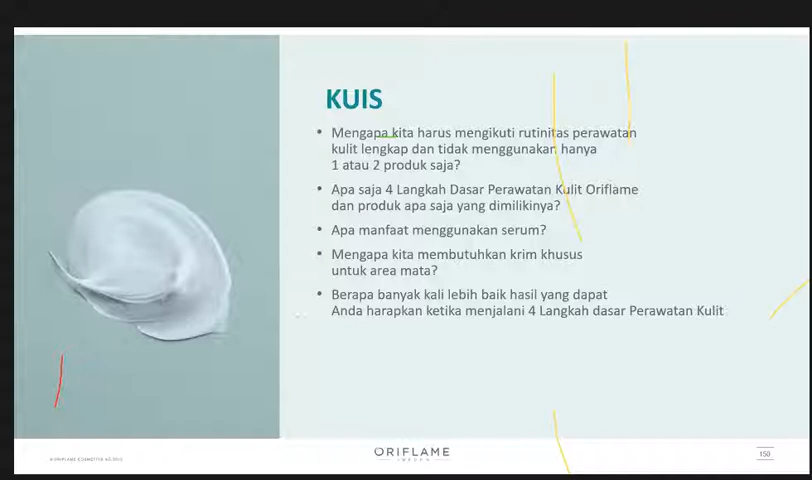 KUIS
• Mengapa kita harus mengikuti rutinitas perawatan
kulit lengkap dan tidak menggunakan hanya
1 atau 2 produk saja?
• Apa saja 4 Langkah Dasar Perawatan Kulit Oriflame
dan produk apa saja yang dimilikinya?
• Apa manfaat menggunakan serum?
• Mengapa kita membutuhkan krim khusus
untuk area mata?
• Berapa banyak kali lebih baik hasil yang dapat
Anda harapkan ketika menjalani 4 Langkah dasar Perawatan Kulit
ORIFLAME
SWEDEN
150